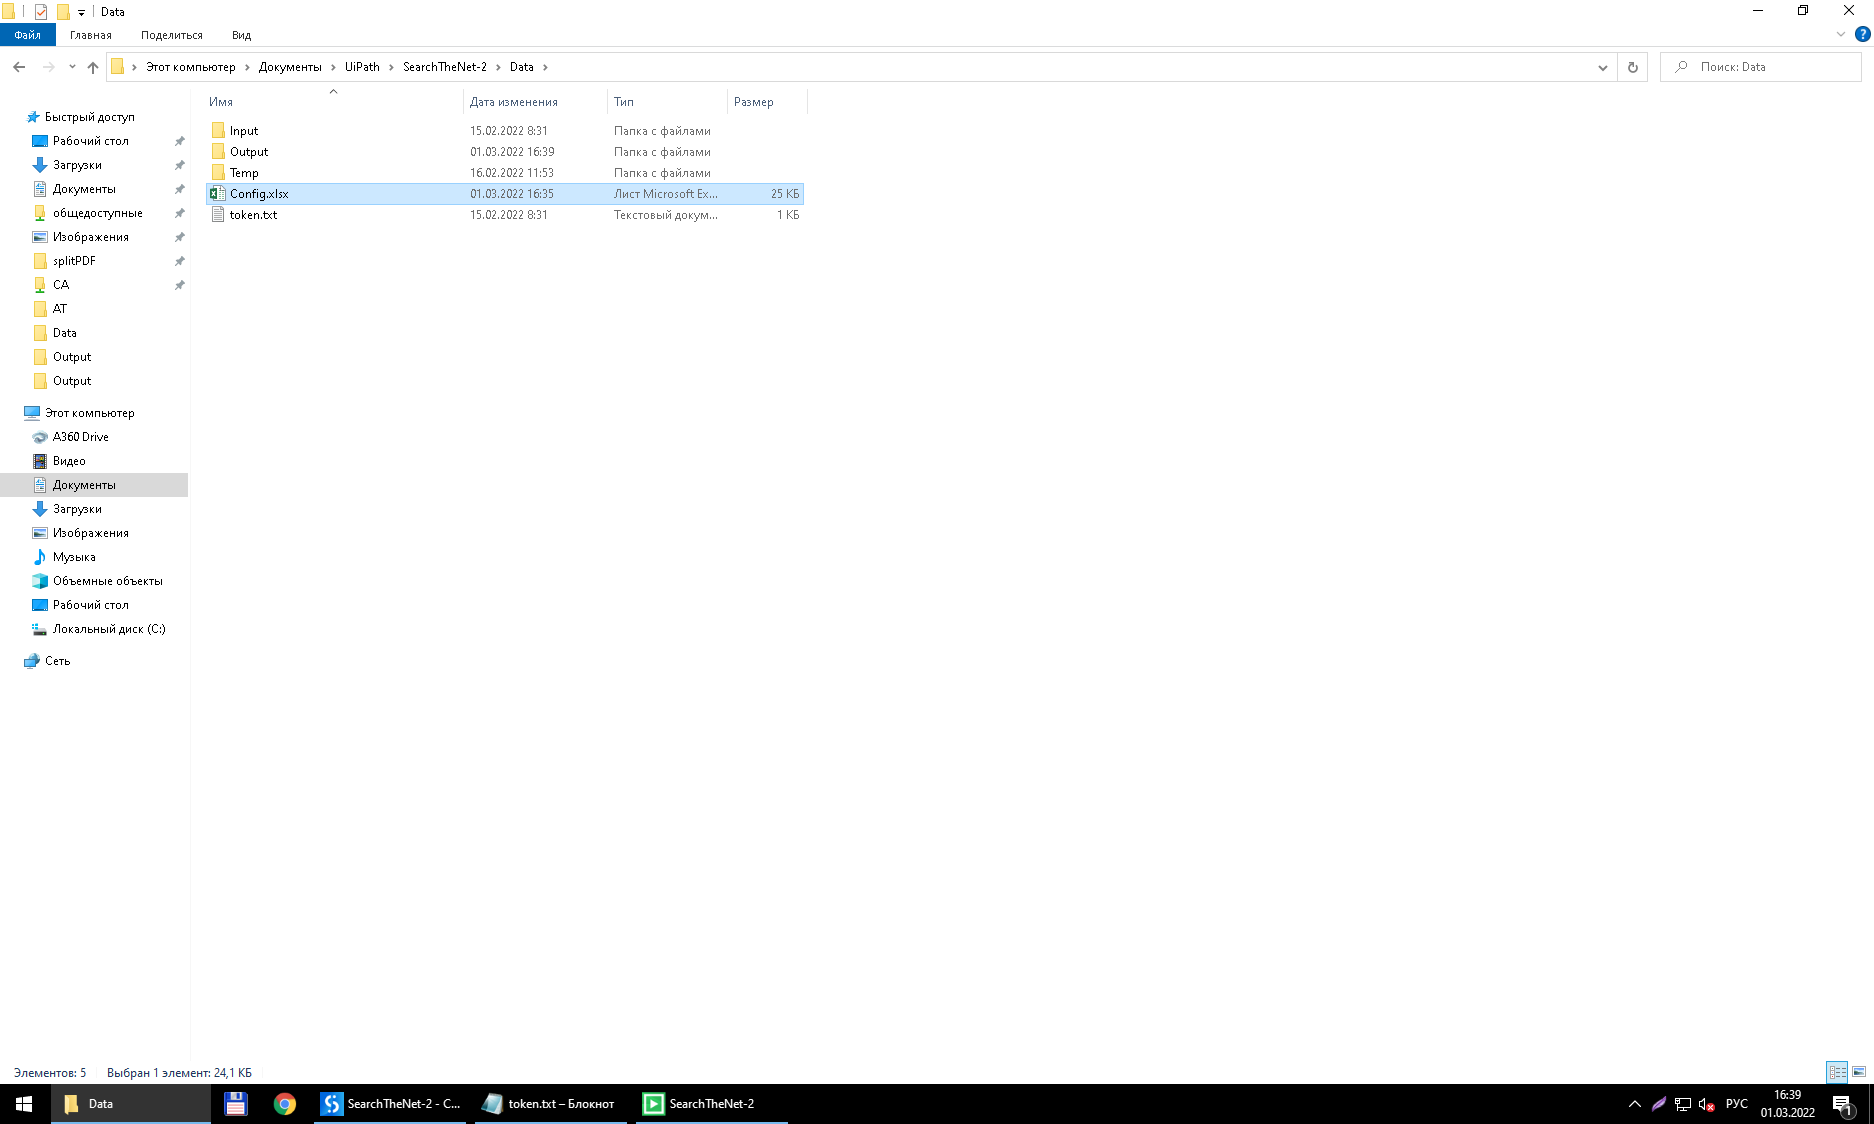 Data
Файл
Главная
Поделиться
Вид
Этот компьютер
Документы
UiPath
SearchTheNet-2
Data
Поиск: Data
Имя
Дата изменения
Тип
Размер
Input 15.02.2022 8:31 Папка с файлами
Output 01.03.2022 16:39 Папка с файлами
Temp 16.02.2022 11:53 Папка с файлами
Config.xlsx 01.03.2022 16:35 Лист Microsoft Ex... 25 КБ
token.txt 15.02.2022 8:31 Текстовый докум... 1 КБ
Быстрый доступ
Рабочий стол
Загрузки
Документы
общедоступные
Изображения
splitPDF
CA
AT
Data
Output
Output
Этот компьютер
A360 Drive
Видео
Документы
Загрузки
Изображения
Музыка
Объемные объекты
Рабочий стол
Локальный диск (C:)
Сеть
Элементов: 5
Выбран 1 элемент: 24,1 КБ
Data
SearchTheNet-2 - C...
token.txt – Блокнот
SearchTheNet-2
РУС
16:39
01.03.2022
1